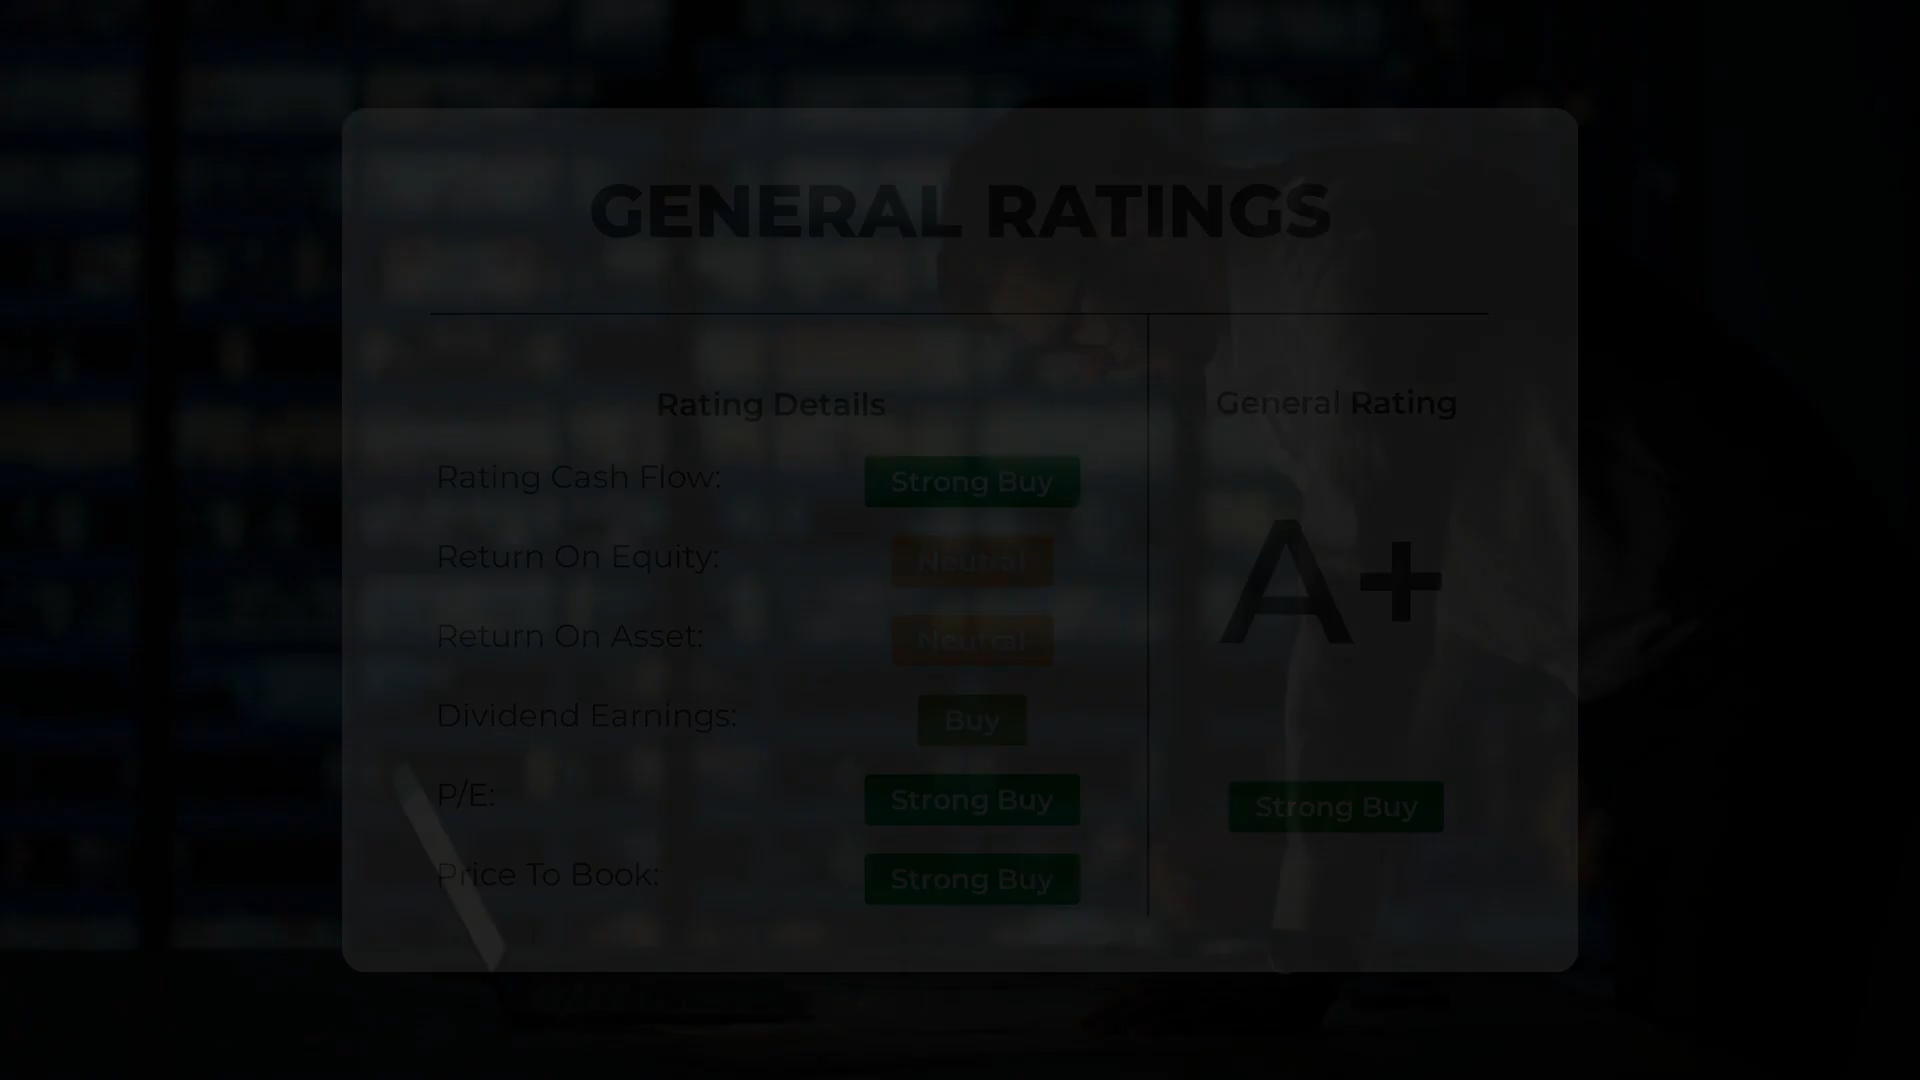 GENERAL RATINGS
Rating Details
Rating Cash Flow: Strong Buy
Return On Equity: Neutral
Return On Asset: Neutral
Dividend Earnings: Buy
P/E: Strong Buy
Price To Book: Strong Buy
General Rating
A+
Strong Buy